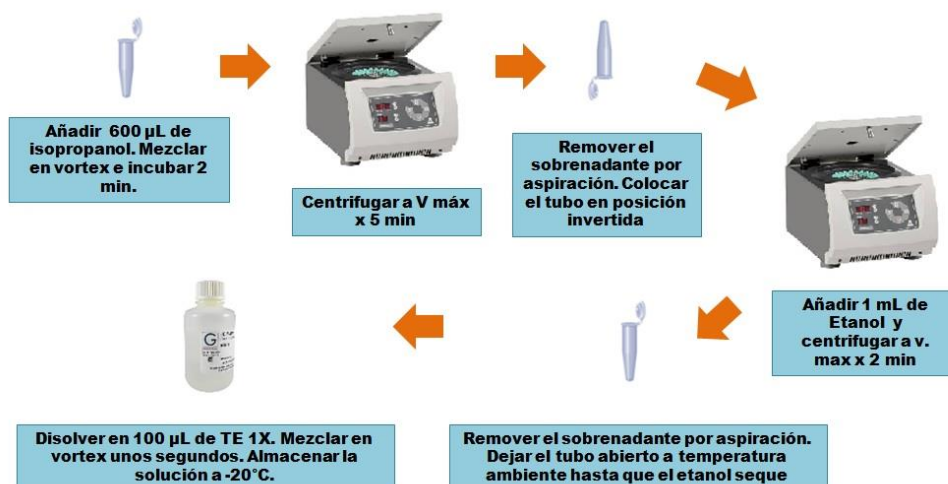 Añadir 600 µL de
isopropanol. Mezclar
en vortex e incubar 2
min.
Centrifugar a V máx
x 5 min
Remover el
sobrenadante por
aspiración. Colocar
el tubo en posición
invertida
Añadir 1 mL de
Etanol y
centrifugar a v.
max x 2 min
Remover el sobrenadante por aspiración.
Dejar el tubo abierto a temperatura
ambiente hasta que el etanol seque
Disolver en 100 µL de TE 1X. Mezclar en
vortex unos segundos. Almacenar la
solución a -20°C.
G